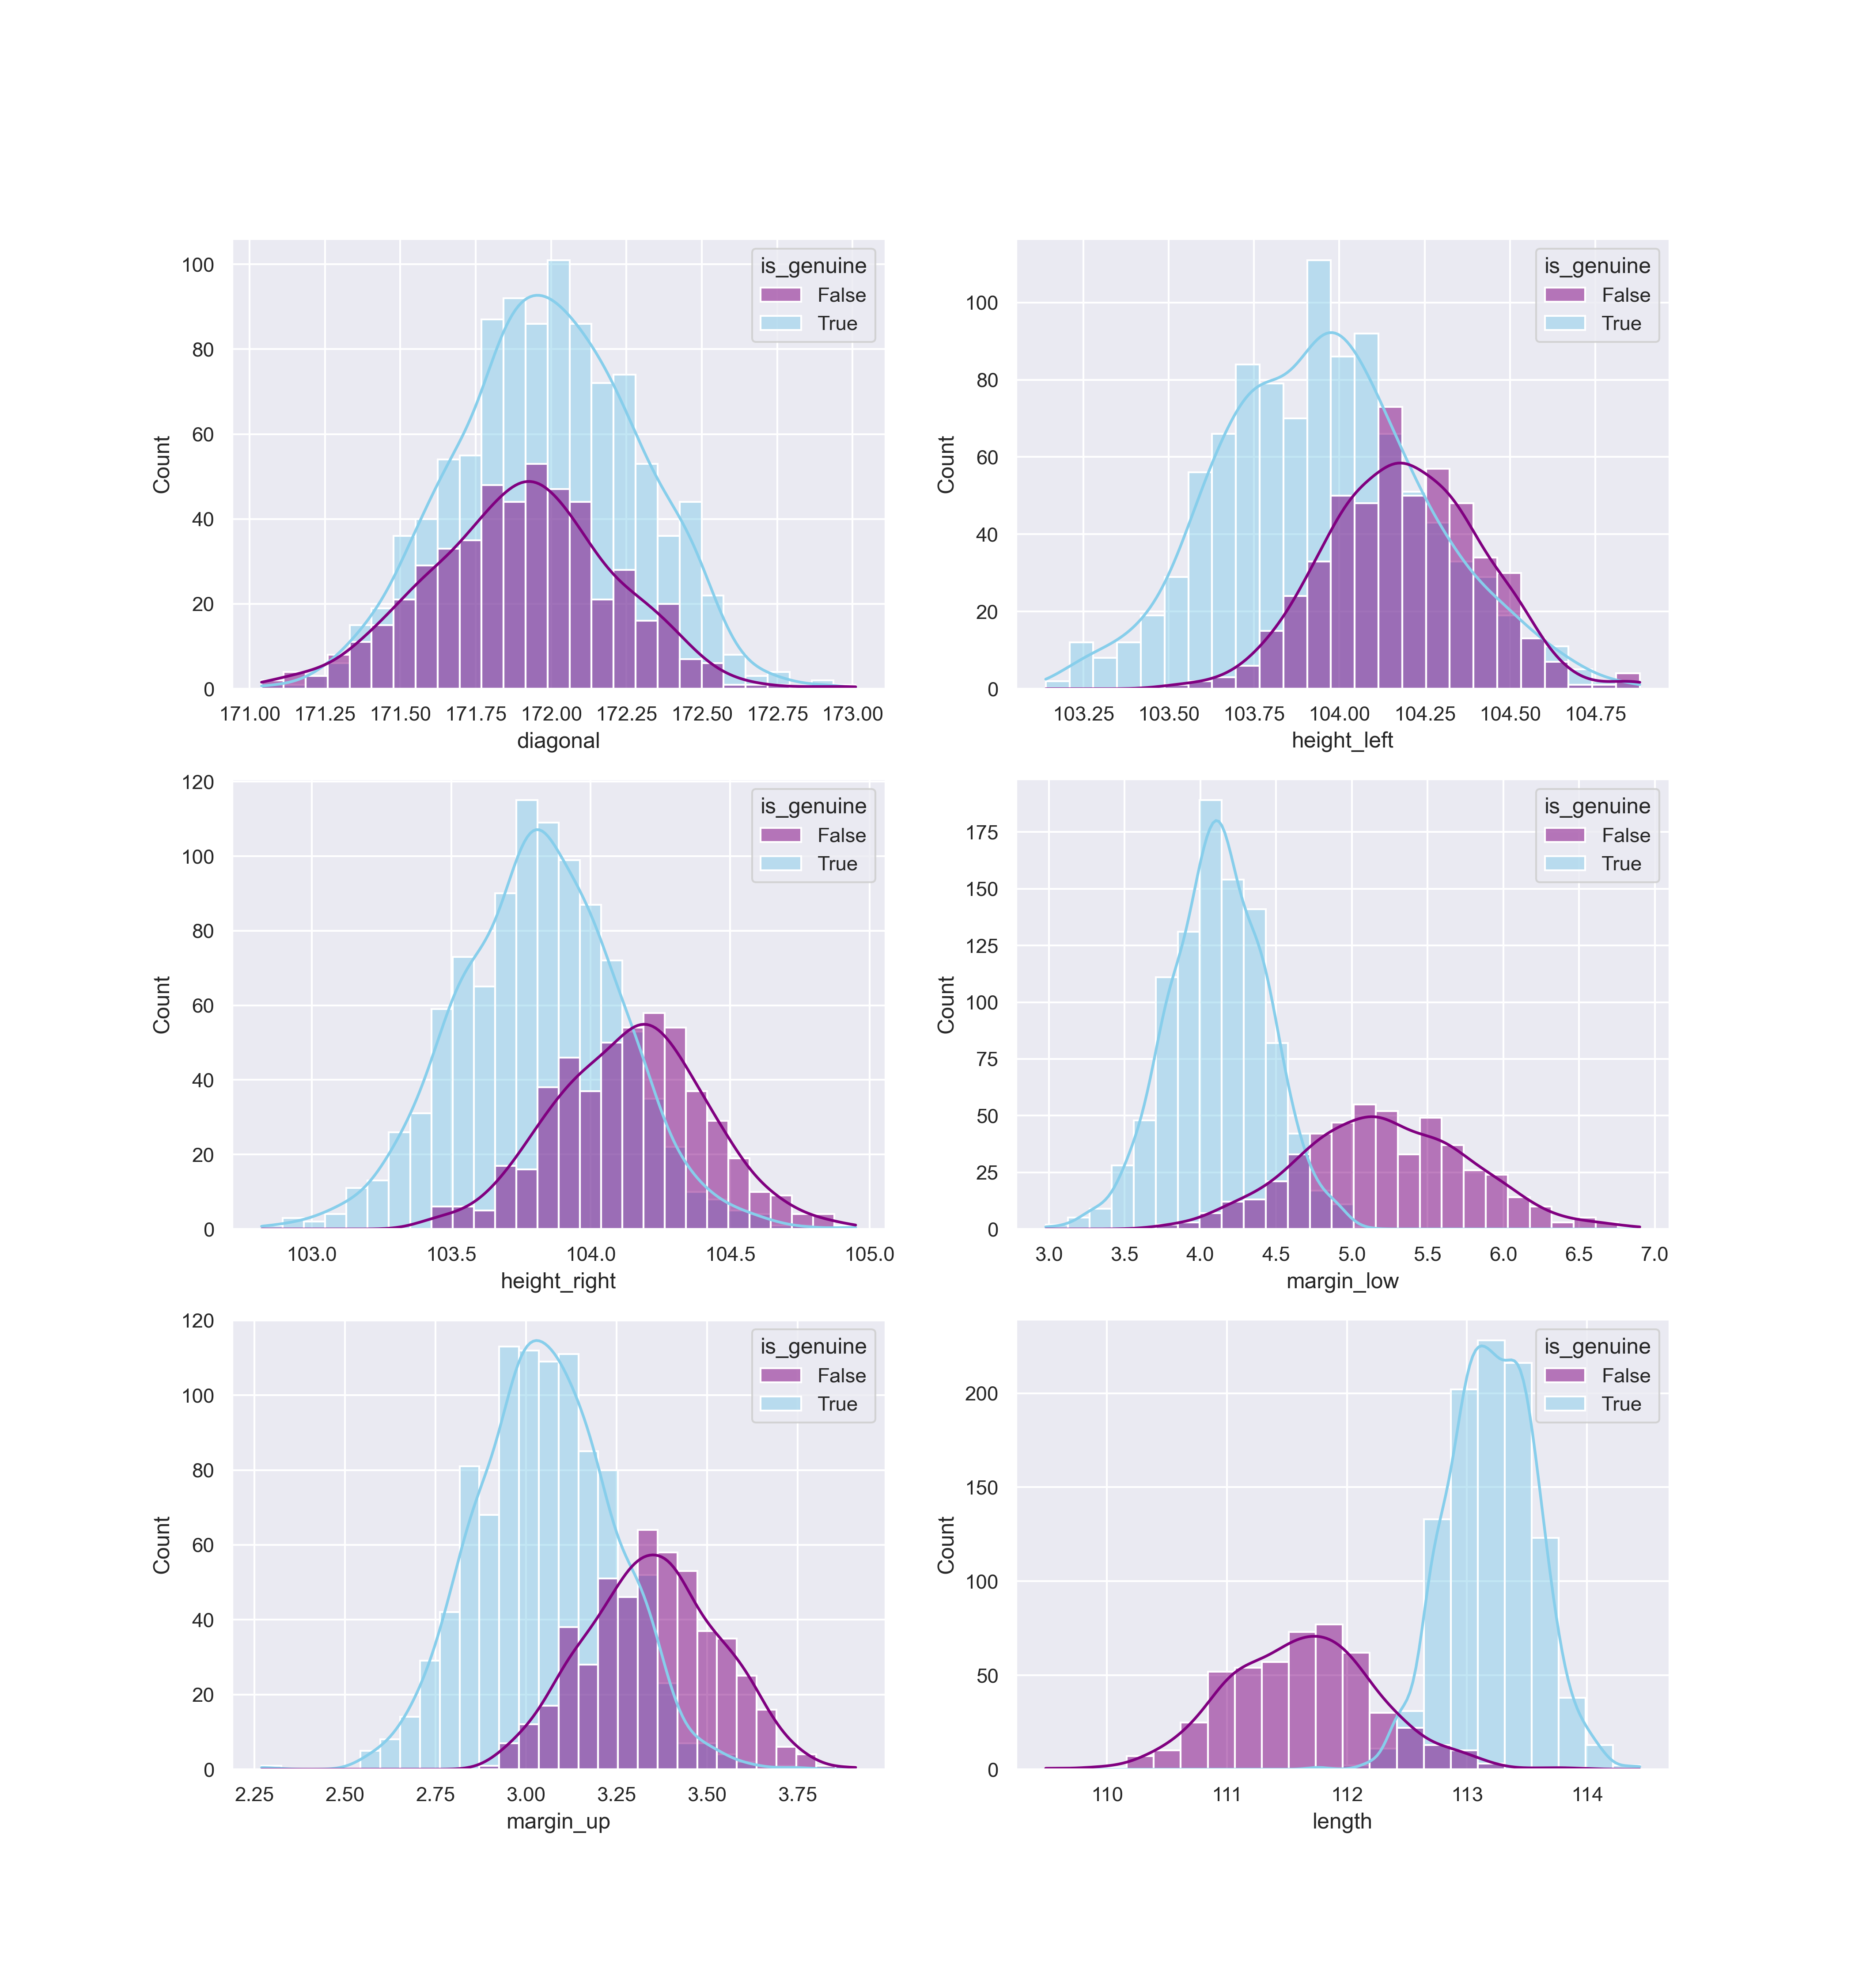 is_genuine
False
True
Count
100
80
60
40
20
0
171.00 171.25 171.50 171.75 172.00 172.25 172.50 172.75 173.00
diagonal
is_genuine
False
True
Count
100
80
60
40
20
0
103.25 103.50 103.75 104.00 104.25 104.50 104.75
height_left
is_genuine
False
True
Count
120
100
80
60
40
20
0
103.0 103.5 104.0 104.5 105.0
height_right
is_genuine
False
True
Count
175
150
125
100
75
50
25
0
3.0 3.5 4.0 4.5 5.0 5.5 6.0 6.5 7.0
margin_low
is_genuine
False
True
Count
120
100
80
60
40
20
0
2.25 2.50 2.75 3.00 3.25 3.50 3.75
margin_up
is_genuine
False
True
Count
200
150
100
50
0
110 111 112 113 114
length